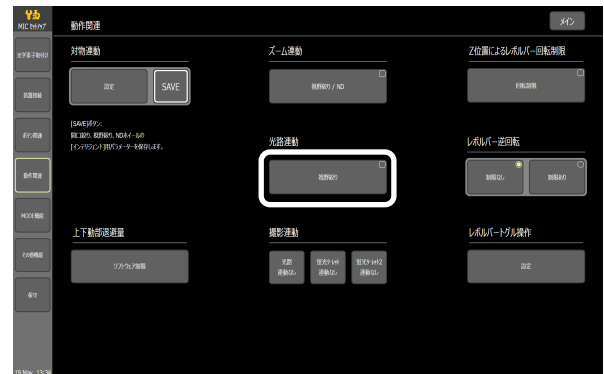 MIC セットアップ
動作関連
メイン
光学素子取付け
装置接続
ボタン関連
動作関連
MODE機能
その他機能
保守
対物連動
設定
SAVE
[SAVE]ボタン:
開口絞り、視野絞り、NDホイールの
[インテリジェント]用パラメーターを保存します。
ズーム連動
視野絞り / ND
Z位置によるレボルバー回転制限
回転制限
光路連動
視野絞り
レボルバー逆回転
制限なし
制限あり
上下動部退避量
ソフトウェア制限
撮影連動
光路
連動なし
蛍光ターレット
連動なし
蛍光ターレット2
連動なし
レボルバートグル操作
設定
19 May. 13:34